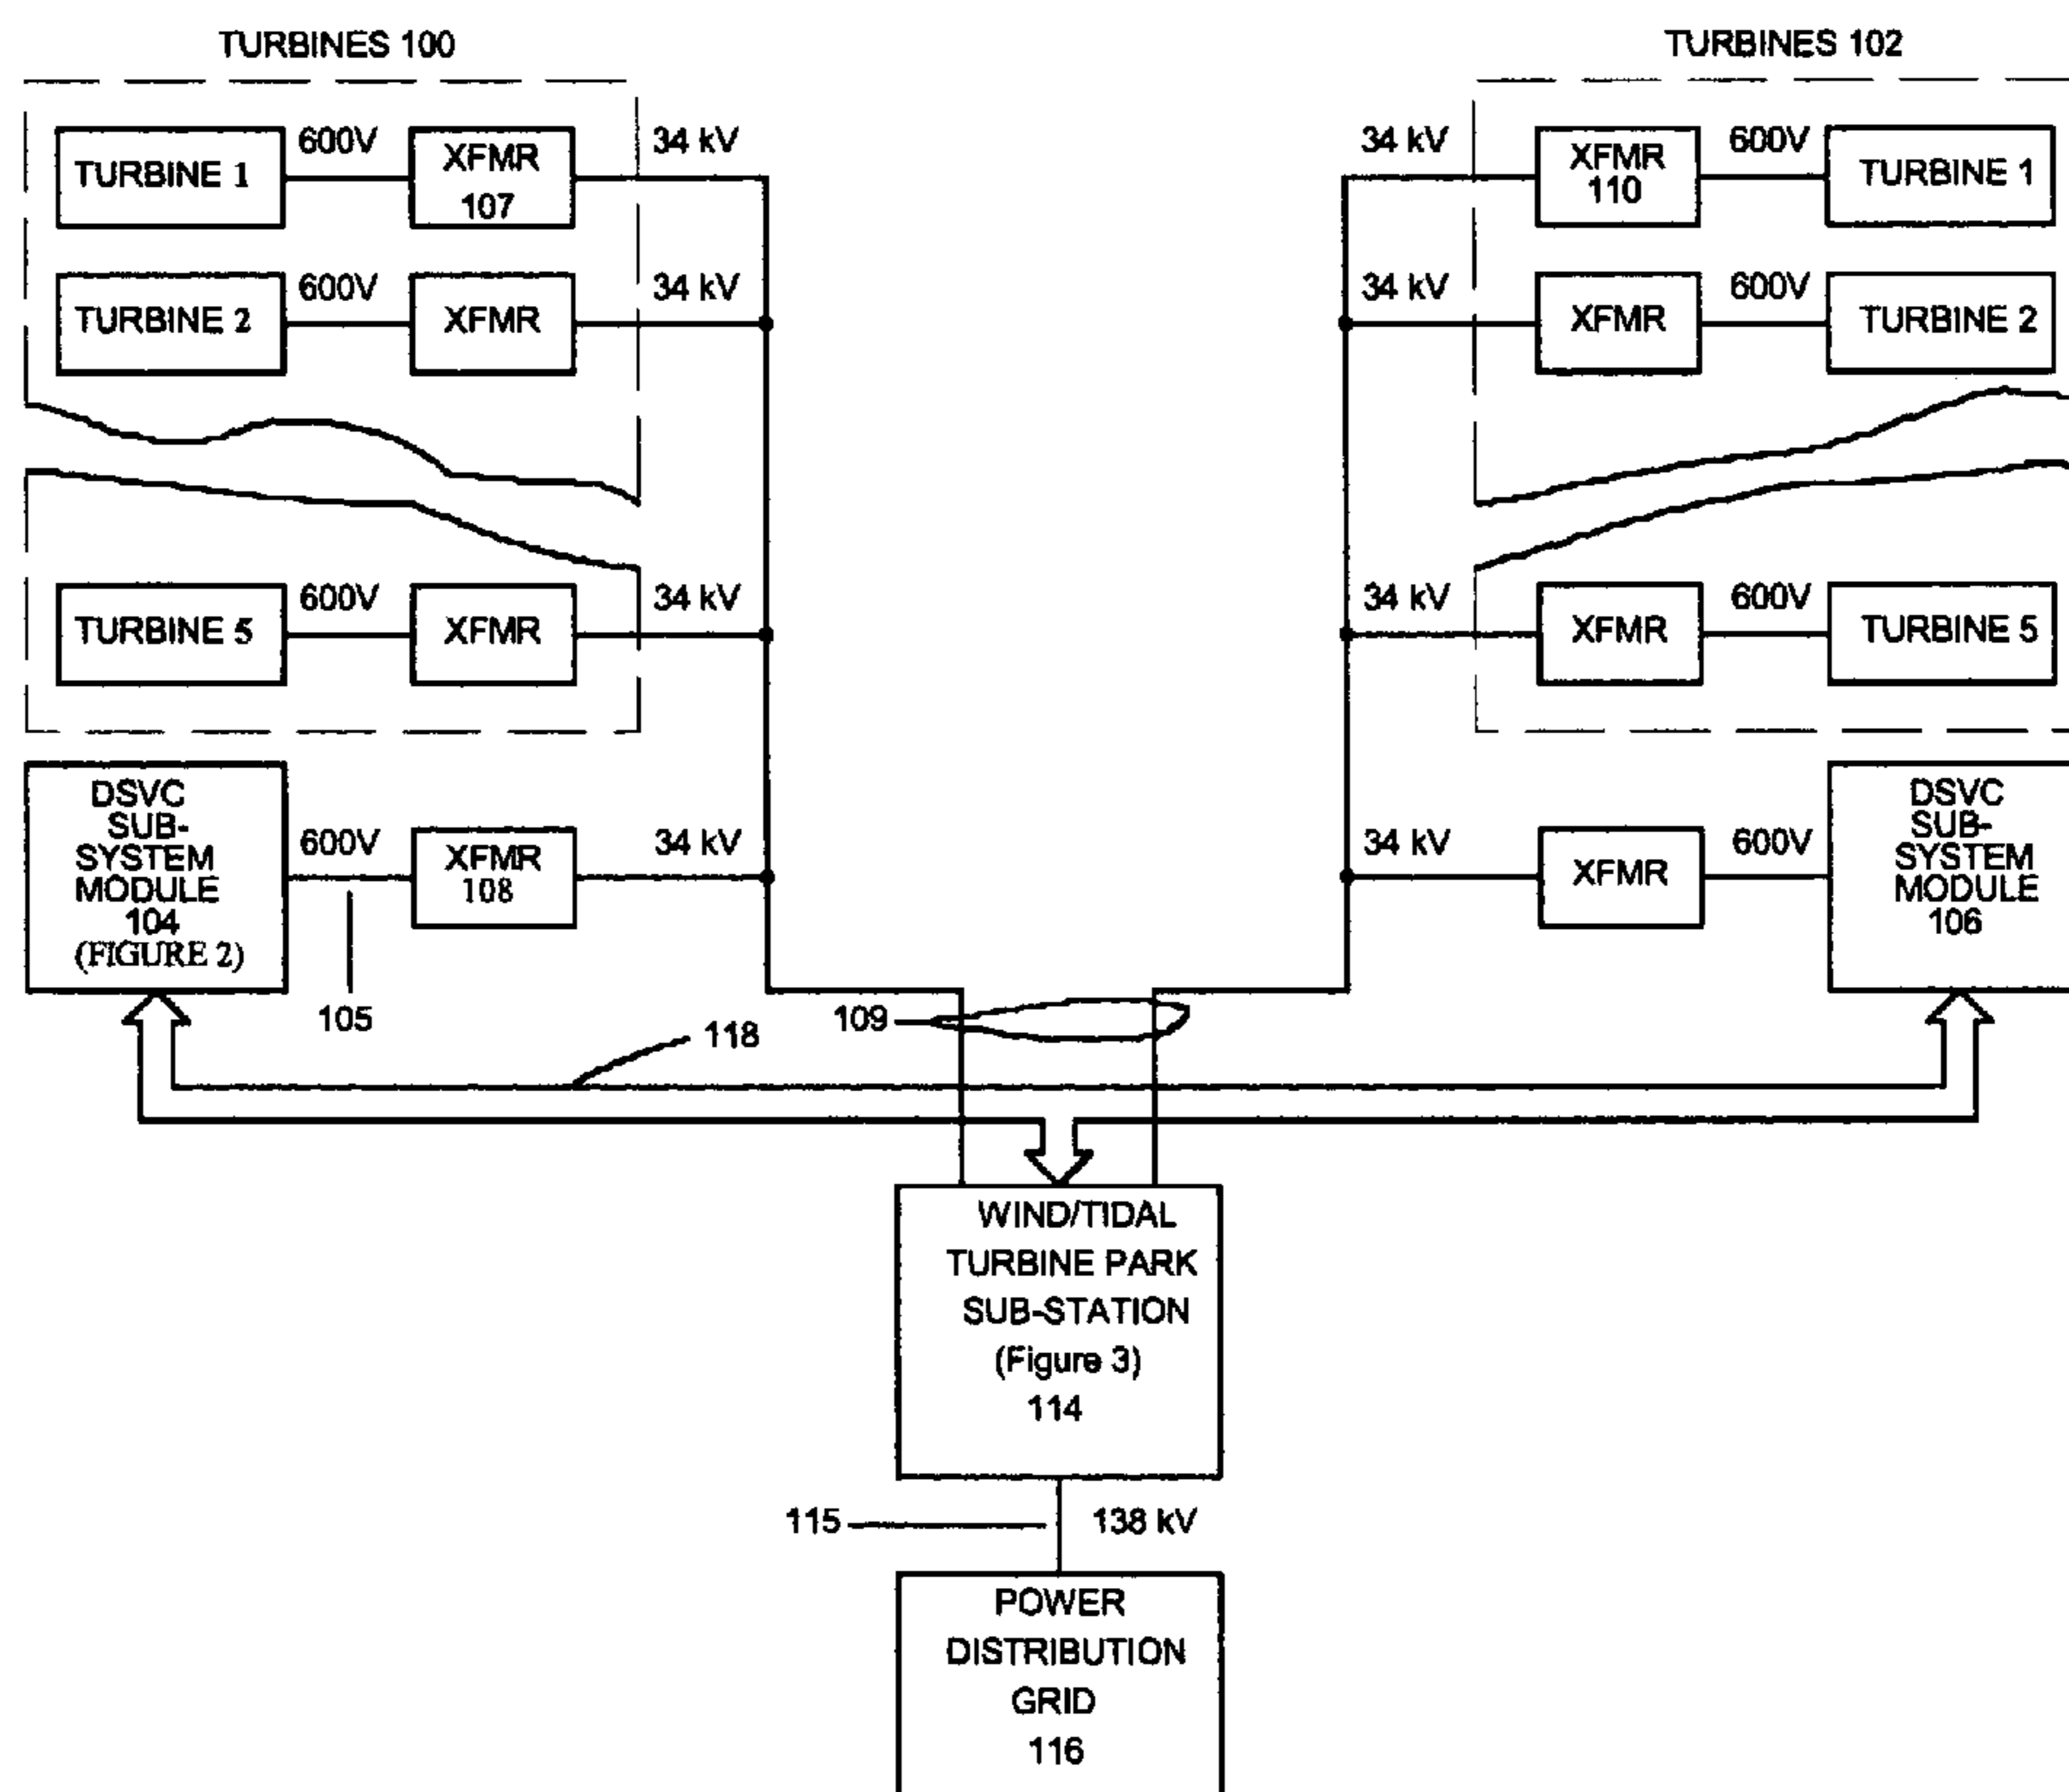 TURBINES 100
TURBINES 102
TURBINE 1
600V
XFMR
107
34 kV
34 kV
XFMR
110
600V
TURBINE 1
TURBINE 2
600V
XFMR
34 kV
34 kV
XFMR
600V
TURBINE 2
TURBINE 5
600V
XFMR
34 kV
34 kV
XFMR
600V
TURBINE 5
DSVC
SUB-
SYSTEM
MODULE
104
(FIGURE 2)
600V
105
XFMR
108
34 kV
34 kV
XFMR
600V
DSVC
SUB-
SYSTEM
MODULE
106
109
118
WIND/TIDAL
TURBINE PARK
SUB-STATION
(Figure 3)
114
115
138 kV
POWER
DISTRIBUTION
GRID
116